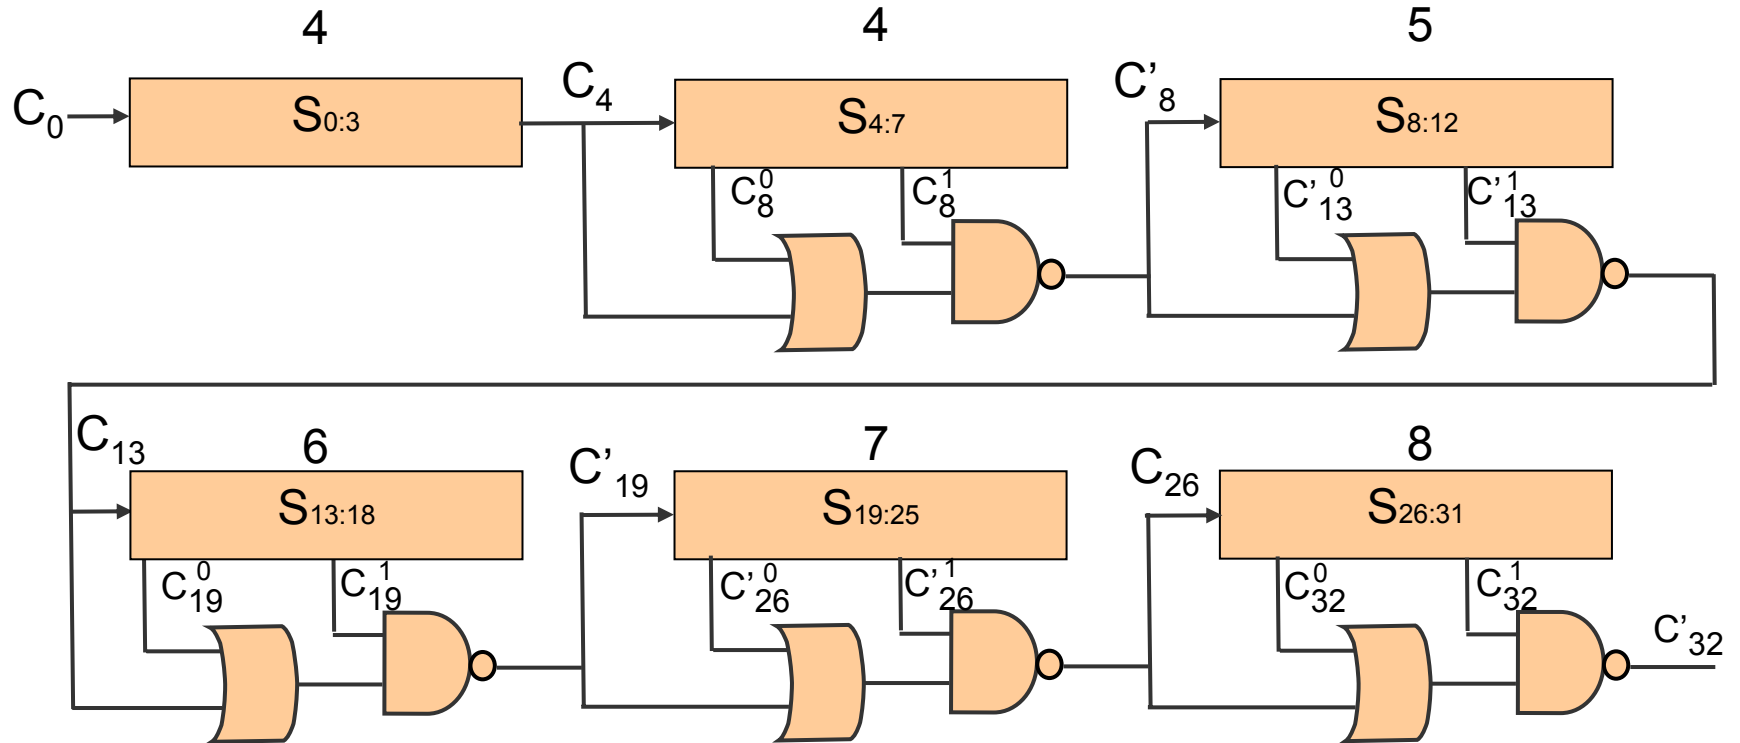 4
4
5
C0
S0:3
C4
S4:7
C’8
S8:12
C8^0
C8^1
C’13^0
C’13^1
C13
6
C’19
7
C26
8
S13:18
S19:25
S26:31
C19^0
C19^1
C’26^0
C’26^1
C32^0
C32^1
C’32